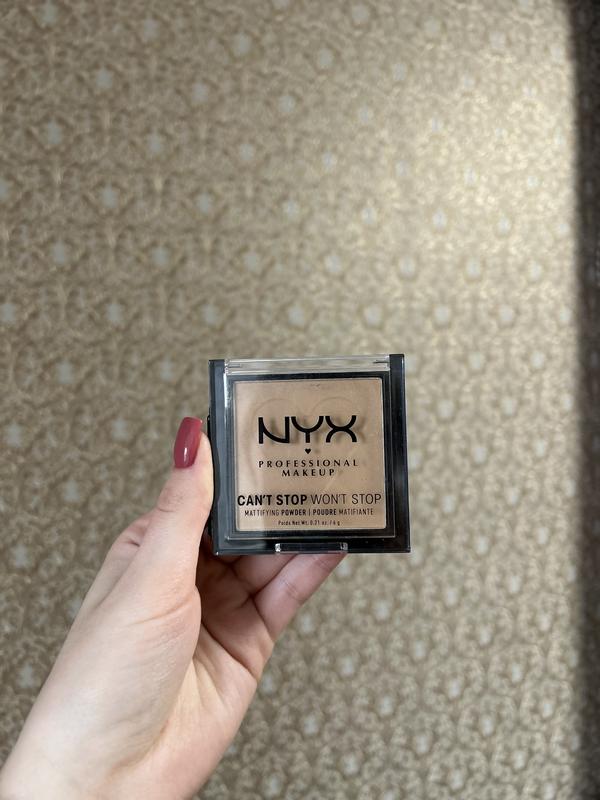 NYX
PROFESSIONAL
MAKEUP
CAN'T STOP WON'T STOP
MATTIFYING POWDER | POUDRE MATIFIANTE
Poids Net Wt. 0.21 oz. / 6 g